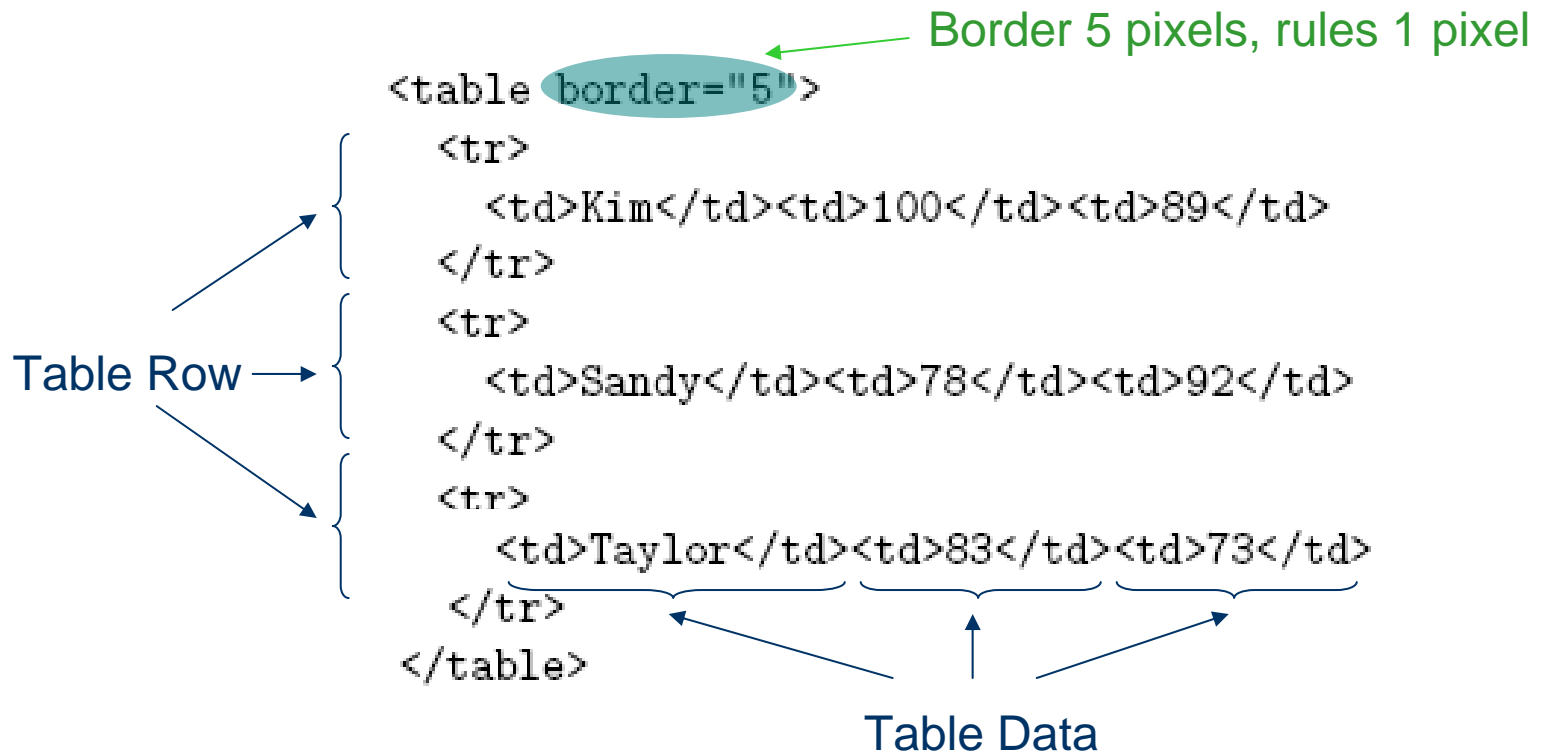 Border 5 pixels, rules 1 pixel
<table border="5">
<tr>
<td>Kim</td><td>100</td><td>89</td>
</tr>
<tr>
Table Row
<td>Sandy</td><td>78</td><td>92</td>
</tr>
<tr>
<td>Taylor</td><td>83</td><td>73</td>
</tr>
</table>
Table Data